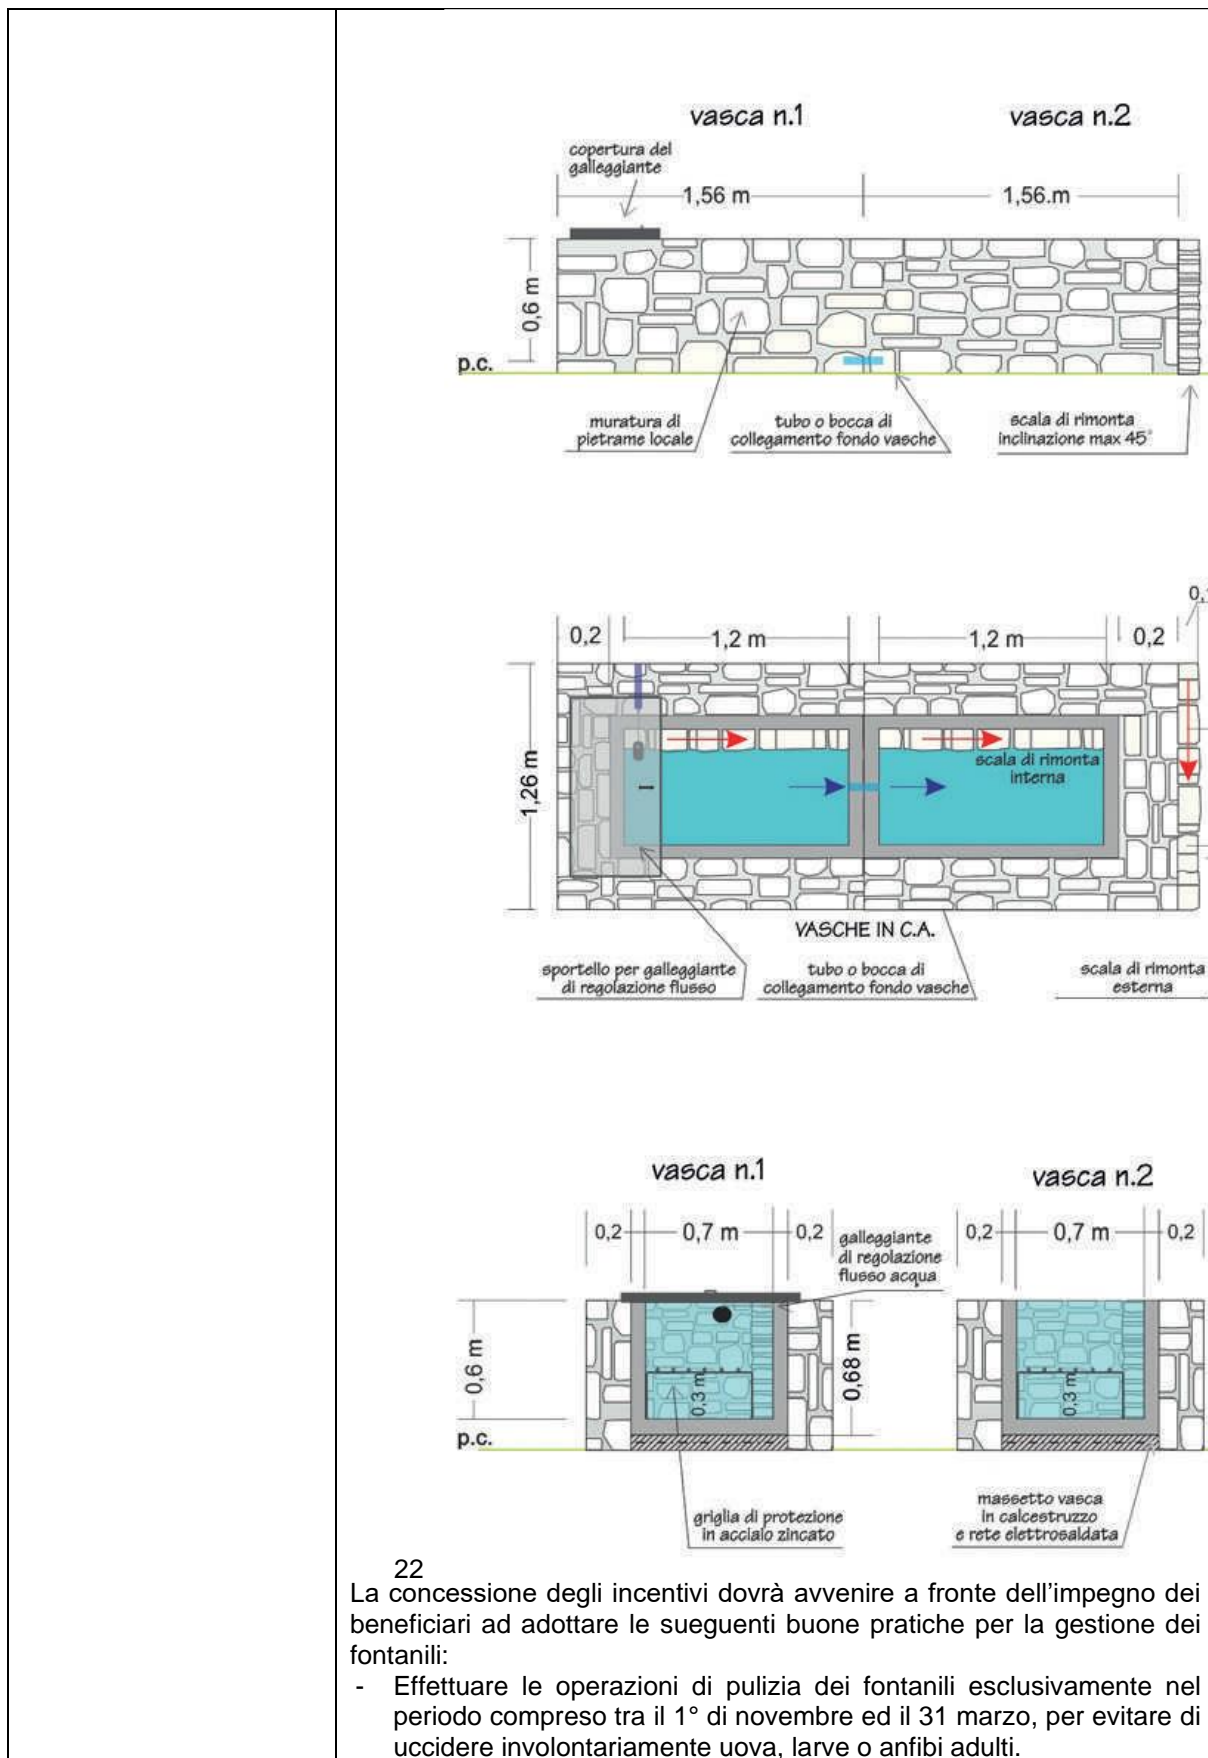 vasca n.1
vasca n.2
copertura del
galleggiante
1,56 m
1,56.m
0,6 m
p.c.
muratura di
pietrame locale
tubo o bocca di
collegamento fondo vasche
scala di rimonta
inclinazione max 45°
0,2
1,2 m
1,2 m
0,2
1,26 m
scala di rimonta
interna
VASCHE IN C.A.
sportello per galleggiante
di regolazione flusso
tubo o bocca di
collegamento fondo vasche
scala di rimonta
esterna
vasca n.1
vasca n.2
0,2
0,7 m
0,2
galleggiante
di regolazione
flusso acqua
0,2
0,7 m
0,2
0,6 m
0,3 m
0,68 m
0,3 m
p.c.
griglia di protezione
in acciaio zincato
massetto vasca
in calcestruzzo
e rete elettrosaldata
22
La concessione degli incentivi dovrà avvenire a fronte dell’impegno dei
beneficiari ad adottare le sueguenti buone pratiche per la gestione dei
fontanili:
- Effettuare le operazioni di pulizia dei fontanili esclusivamente nel
periodo compreso tra il 1° di novembre ed il 31 marzo, per evitare di
uccidere involontariamente uova, larve o anfibi adulti.